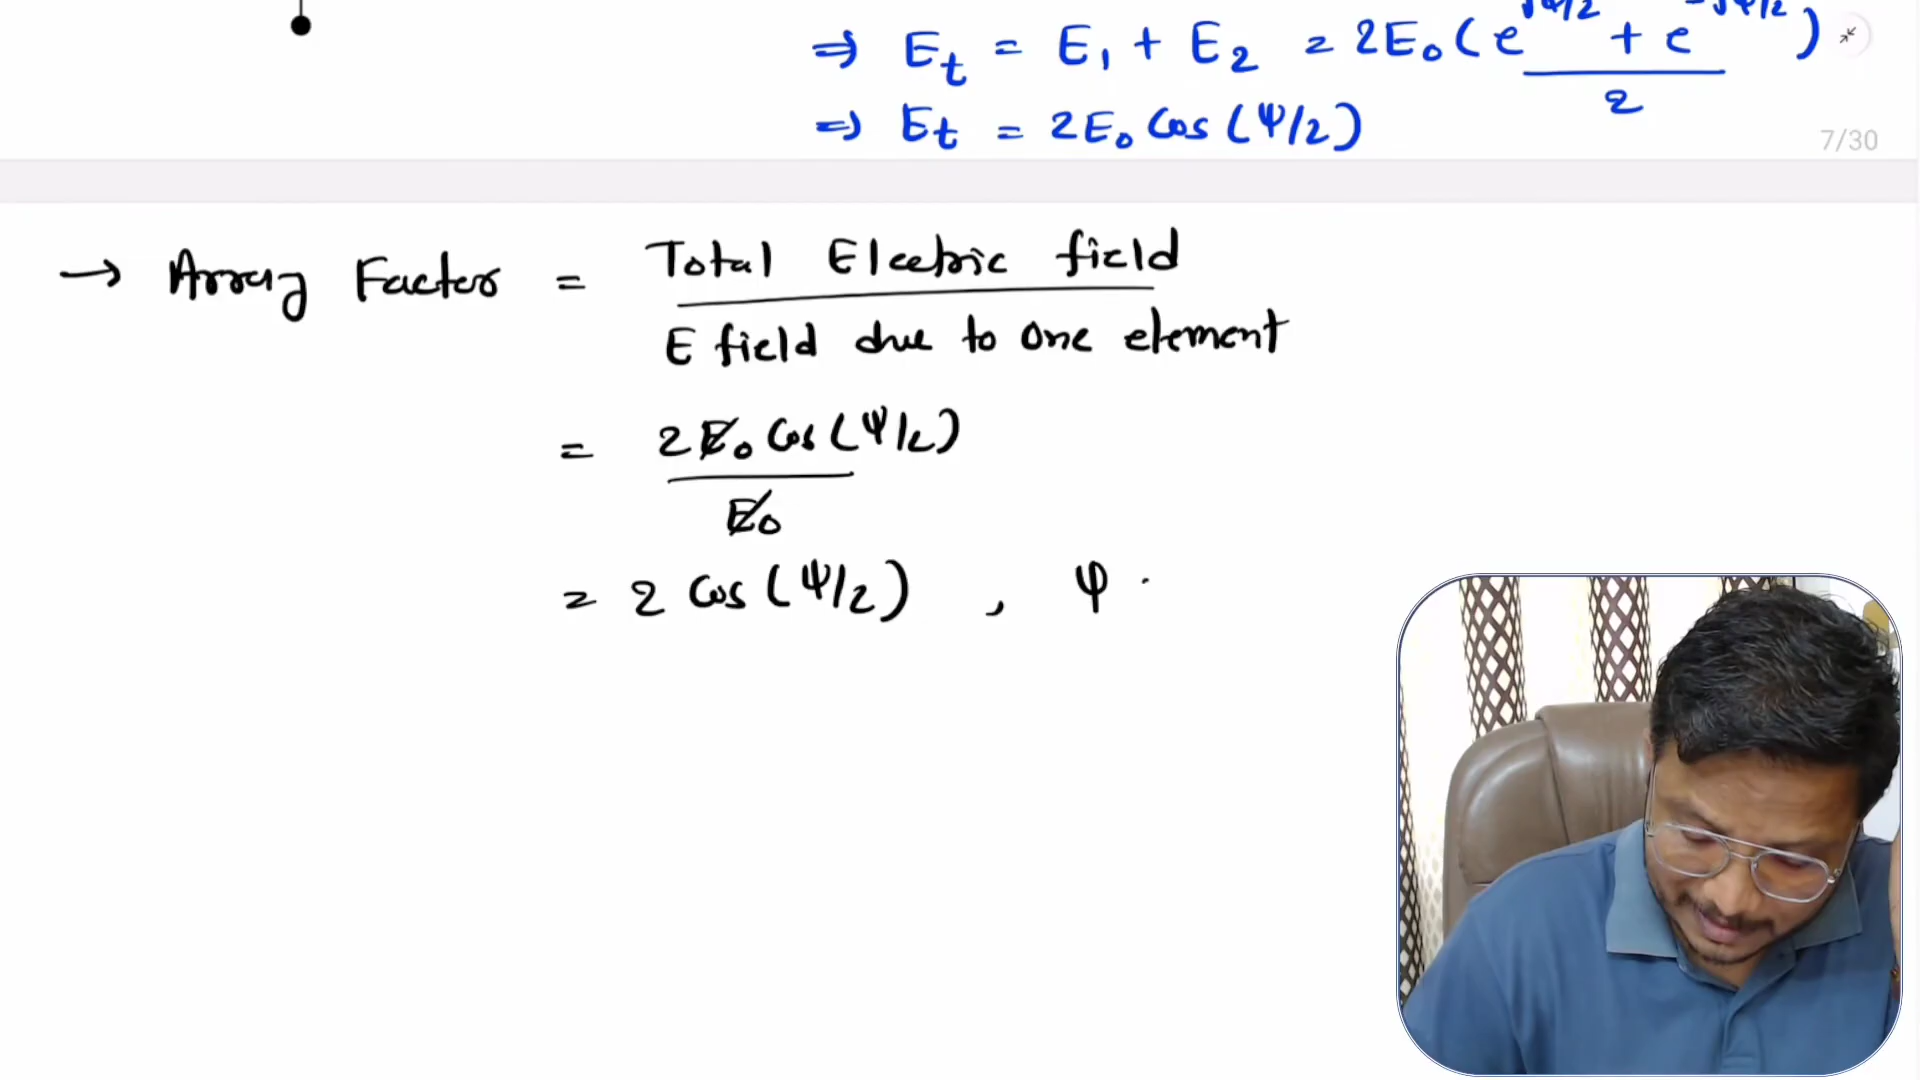 ⇒ Et = E1 + E2 = 2E0 (e^jψ/2 + e^-jψ/2) / 2
⇒ Et = 2E0 Cos (ψ/2)
7/30
→ Array Factor = Total Electric field
E field due to one element
= 2E0 Cos (ψ/2)
E0
= 2 Cos (ψ/2) , ψ